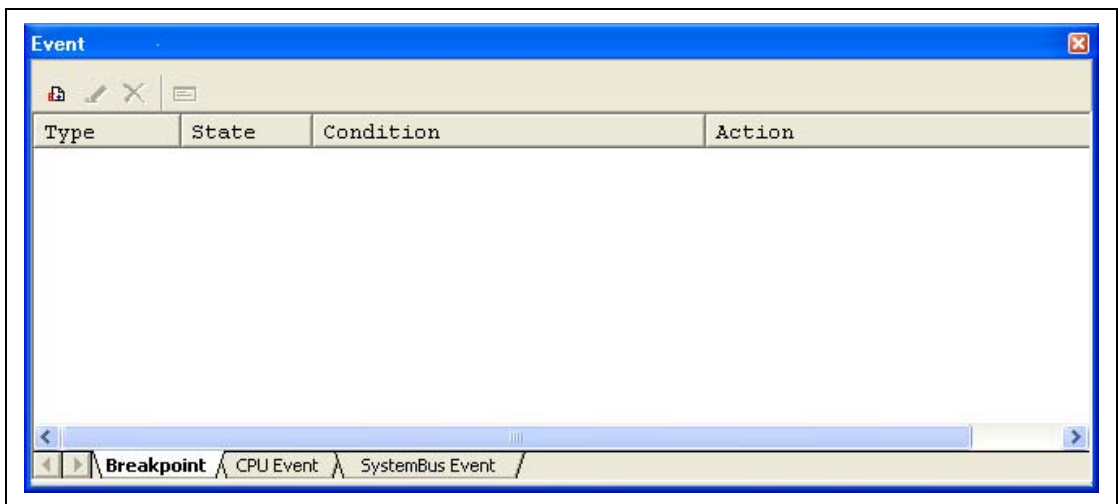 Event
Type State Condition Action
Breakpoint CPU Event SystemBus Event